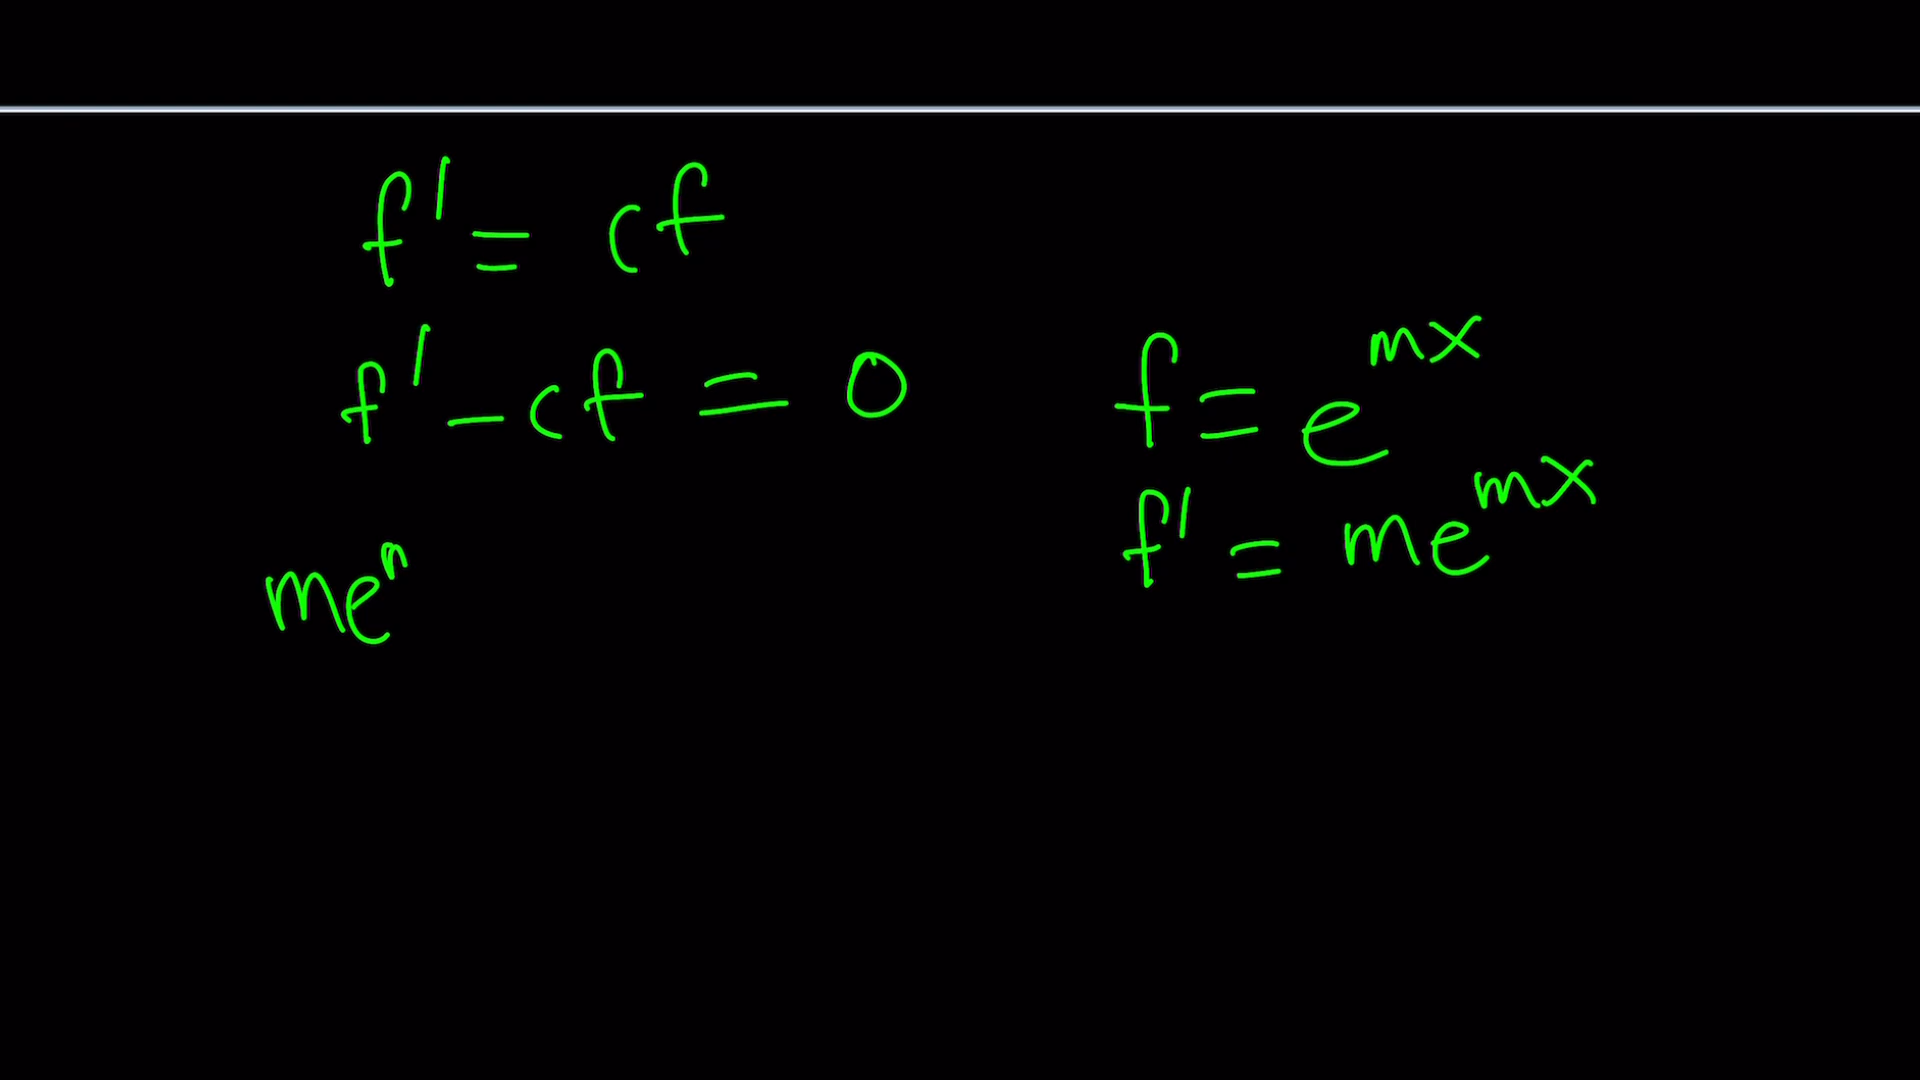 f' = cf
f' - cf = 0
f = e^mx
f' = me^mx
me^n